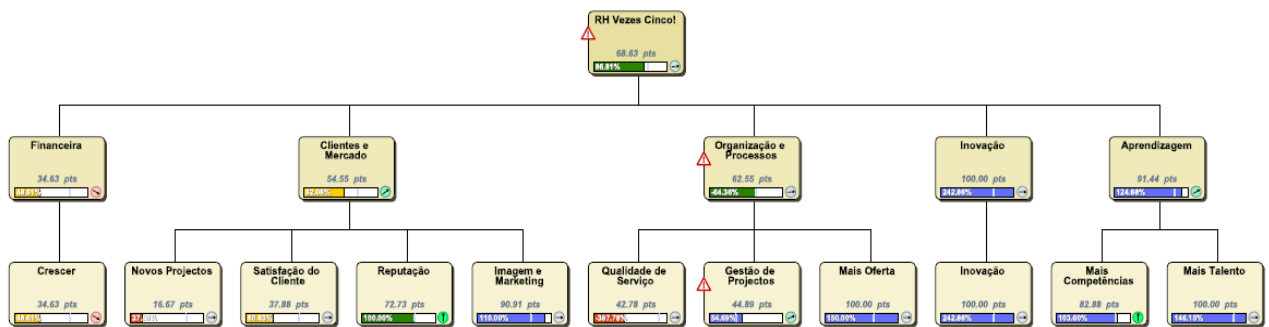 RH Vezes Cinco!
68.63 pts
86.81%
Financeira
34.63 pts
Clientes e
Mercado
54.55 pts
Organização e
Processos
62.55 pts
-64.36%
Inovação
100.00 pts
242.86%
Aprendizagem
91.44 pts
124.88%
Crescer
34.63 pts
Novos Projectos
16.67 pts
Satisfação do
Cliente
37.88 pts
Reputação
72.73 pts
100.00%
Imagem e
Marketing
90.91 pts
110.00%
Qualidade de
Serviço
42.78 pts
Gestão de
Projectos
44.89 pts
54.69%
Mais Oferta
100.00 pts
150.00%
Inovação
100.00 pts
242.86%
Mais
Competências
82.88 pts
103.60%
Mais Talento
100.00 pts
146.15%